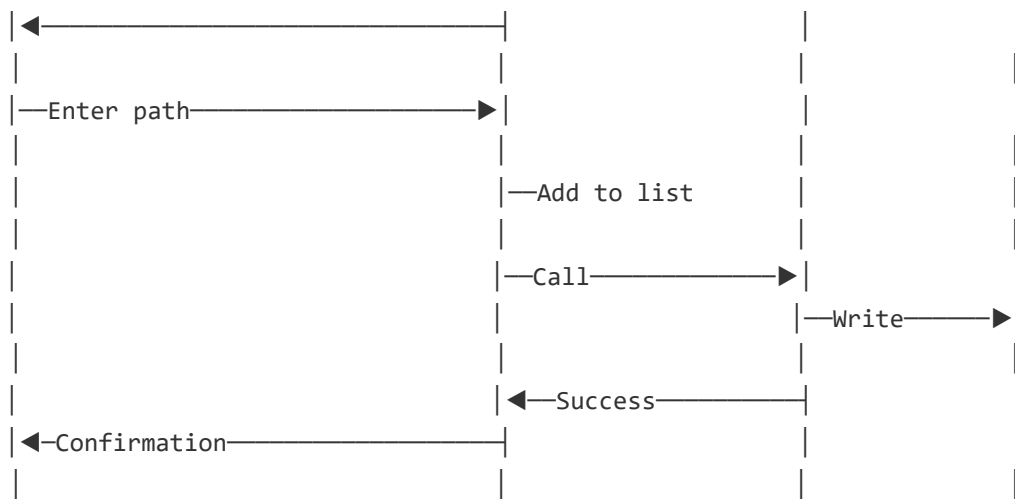 Enter path
Add to list
Call
Write
Success
Confirmation